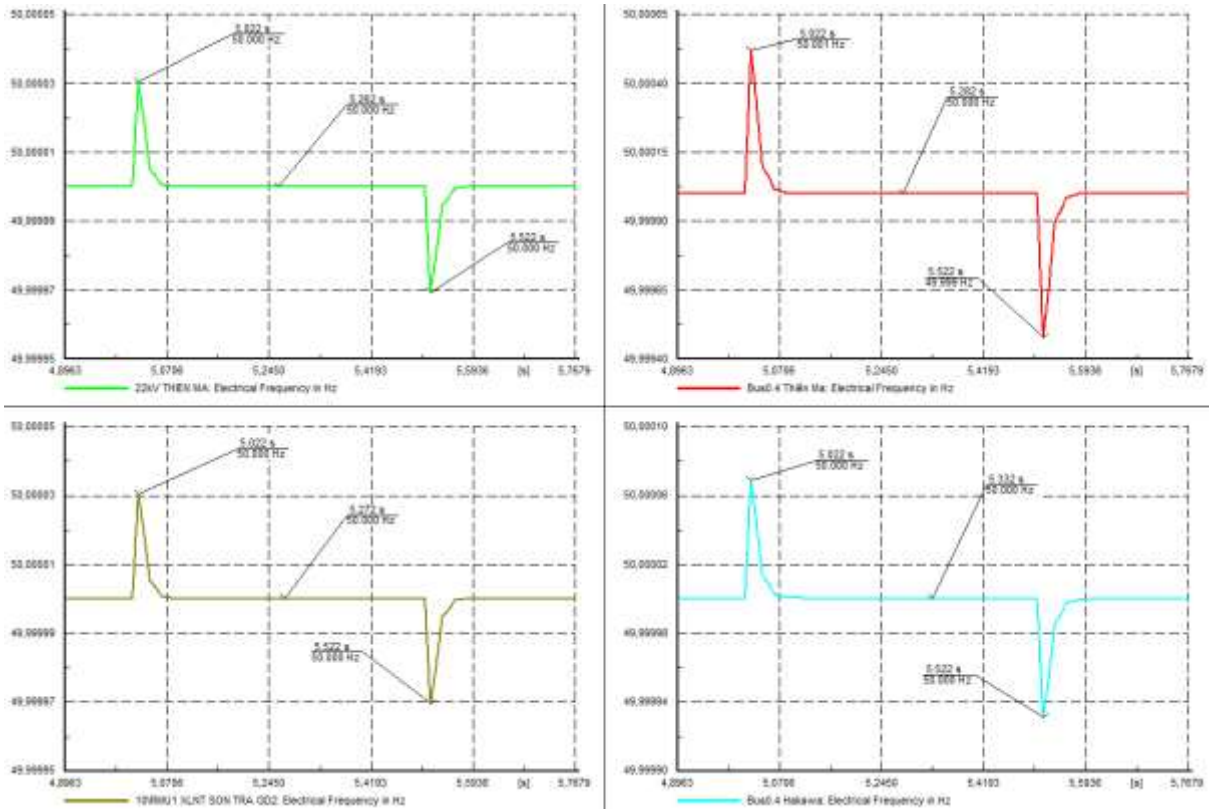 50,00005
5.022 s
50.000 Hz
50,00003
5.282 s
50.000 Hz
50,00001
49,99999
5.522 s
50.000 Hz
49,99997
49,99995
4,8963 5,0706 5,2450 5,4193 5,5936 [s] 5,7679
22kV THIEN MA: Electrical Frequency in Hz
50,00065
5.022 s
50.001 Hz
50,00040
5.282 s
50.000 Hz
50,00015
49,99990
5.522 s
49.999 Hz
49,99965
49,99940
4,8963 5,0706 5,2450 5,4193 5,5936 [s] 5,7679
Bus0.4 Thiên Ma: Electrical Frequency in Hz
50,00005
5.022 s
50.000 Hz
50,00003
5.272 s
50.000 Hz
50,00001
49,99999
5.522 s
50.000 Hz
49,99997
49,99995
4,8963 5,0706 5,2450 5,4193 5,5936 [s] 5,7679
XLNT SON TRA GD2: Electrical Frequency in Hz
50,00010
5.022 s
50.000 Hz
50,00006
5.332 s
50.000 Hz
50,00002
49,99998
5.522 s
50.000 Hz
49,99994
49,99990
4,8963 5,0706 5,2450 5,4193 5,5936 [s] 5,7679
Bus0.4 Hakawa: Electrical Frequency in Hz